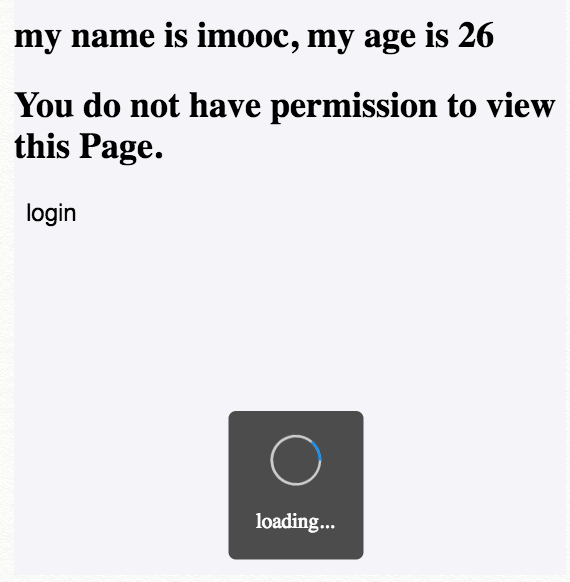 my name is imooc, my age is 26
You do not have permission to view
this Page.
login
loading...